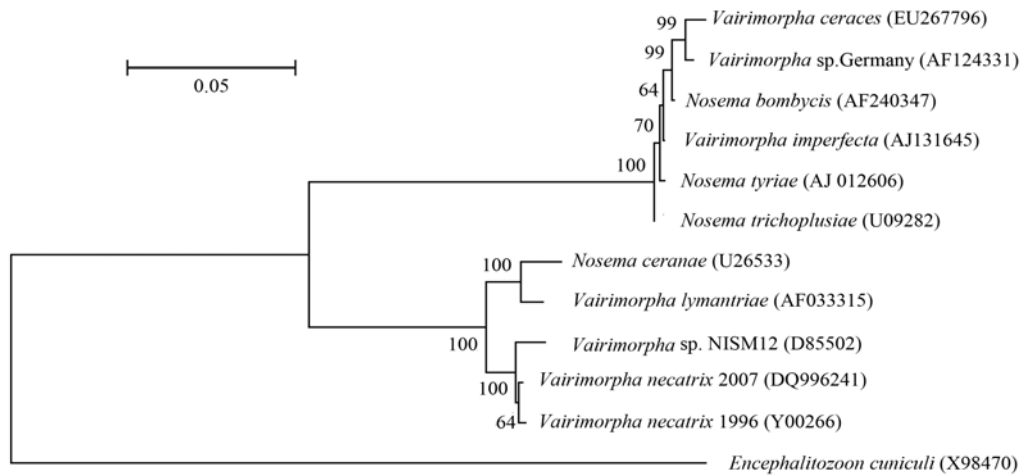 99
Vairimorpha ceraces (EU267796)
0.05
99
Vairimorpha sp.Germany (AF124331)
64
Nosema bombycis (AF240347)
70
Vairimorpha imperfecta (AJ131645)
100
Nosema tyriae (AJ 012606)
Nosema trichoplusiae (U09282)
100
Nosema ceranae (U26533)
Vairimorpha lymantriae (AF033315)
100
Vairimorpha sp. NISM12 (D85502)
100
Vairimorpha necatrix 2007 (DQ996241)
64
Vairimorpha necatrix 1996 (Y00266)
Encephalitozoon cuniculi (X98470)